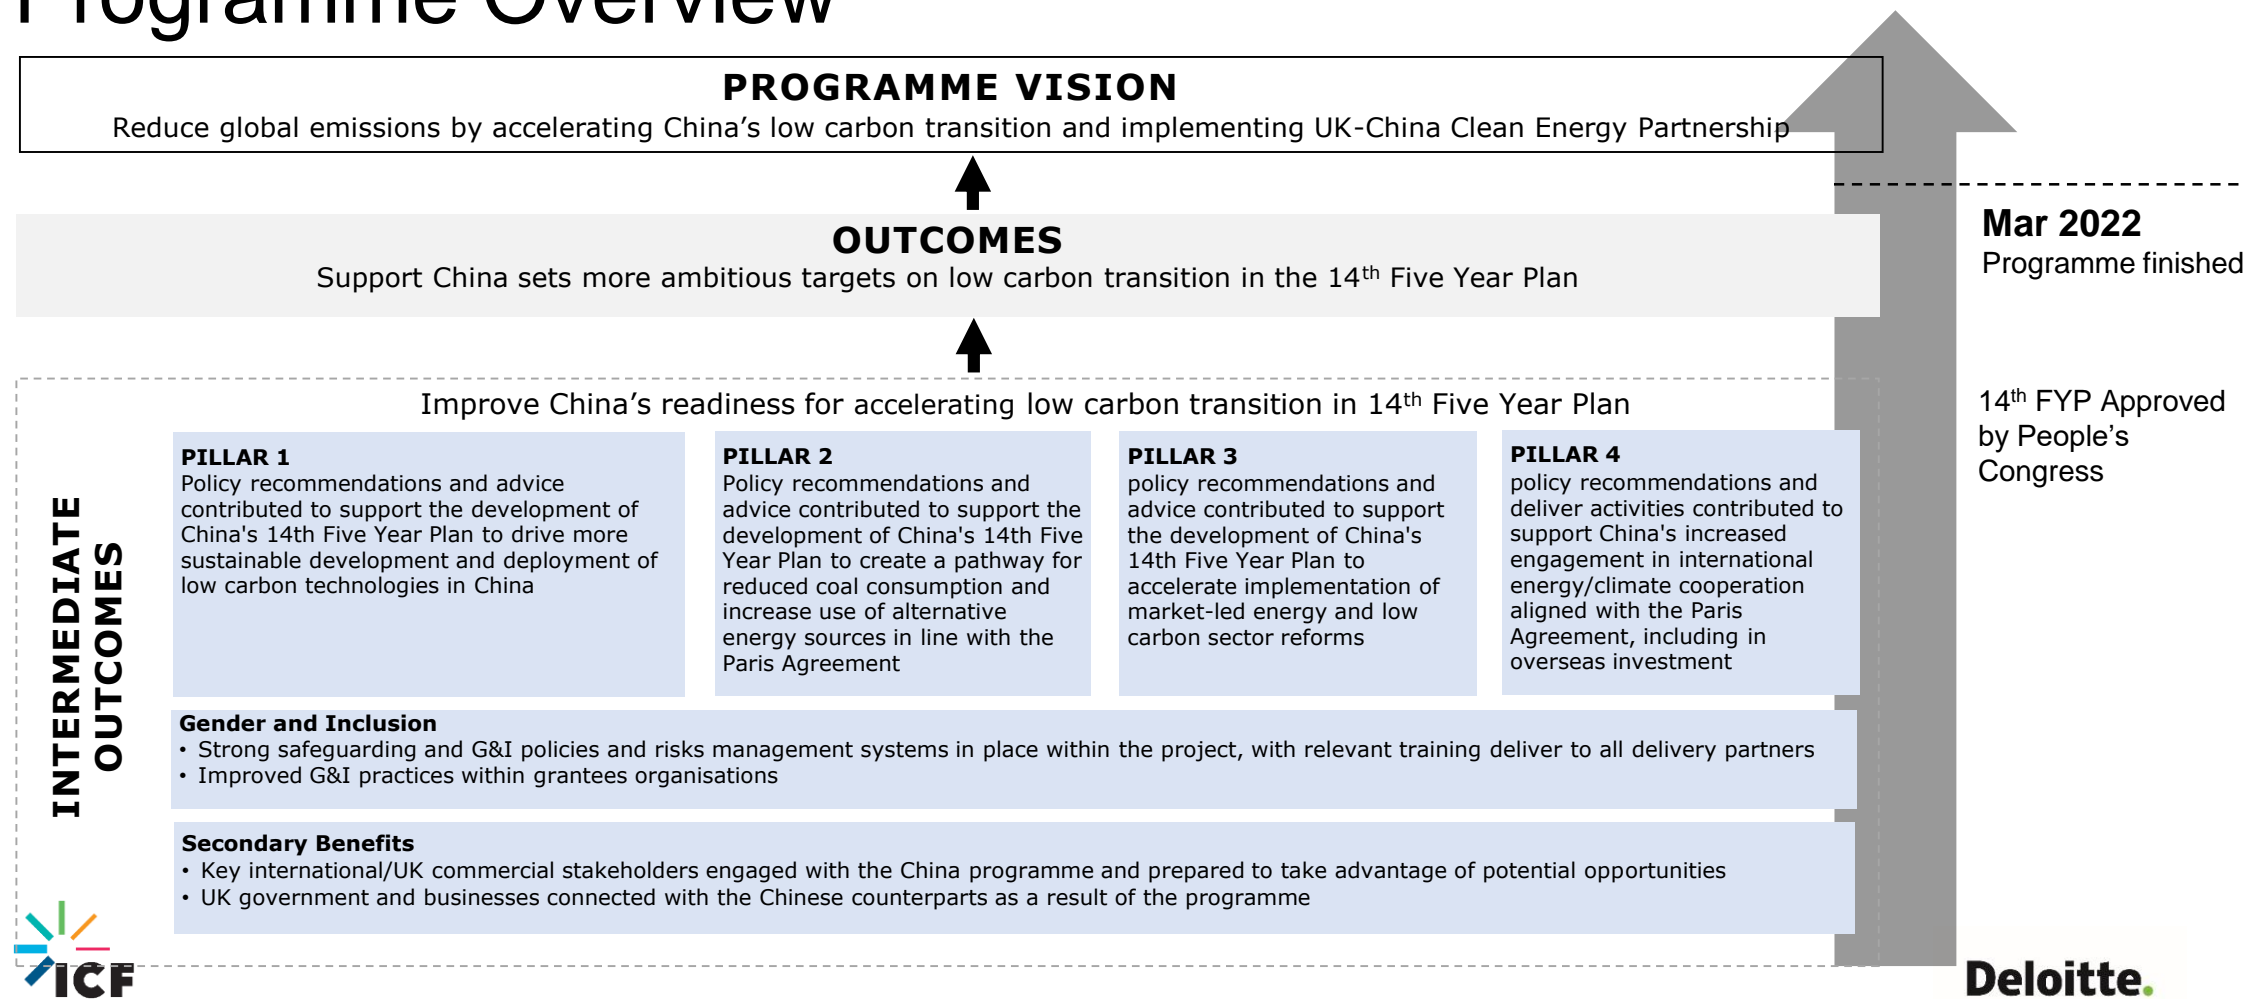 Programme Overview
PROGRAMME VISION
Reduce global emissions by accelerating China’s low carbon transition and implementing UK-China Clean Energy Partnership
OUTCOMES
Support China sets more ambitious targets on low carbon transition in the 14th Five Year Plan
Mar 2022
Programme finished
14th FYP Approved
by People’s
Congress
INTERMEDIATE
OUTCOMES
Improve China’s readiness for accelerating low carbon transition in 14th Five Year Plan
PILLAR 1
Policy recommendations and advice
contributed to support the development of
China's 14th Five Year Plan to drive more
sustainable development and deployment of
low carbon technologies in China
PILLAR 2
Policy recommendations and
advice contributed to support the
development of China's 14th Five
Year Plan to create a pathway for
reduced coal consumption and
increase use of alternative
energy sources in line with the
Paris Agreement
PILLAR 3
policy recommendations and
advice contributed to support
the development of China's
14th Five Year Plan to
accelerate implementation of
market-led energy and low
carbon sector reforms
PILLAR 4
policy recommendations and
deliver activities contributed to
support China's increased
engagement in international
energy/climate cooperation
aligned with the Paris
Agreement, including in
overseas investment
Gender and Inclusion
• Strong safeguarding and G&I policies and risks management systems in place within the project, with relevant training deliver to all delivery partners
• Improved G&I practices within grantees organisations
Secondary Benefits
• Key international/UK commercial stakeholders engaged with the China programme and prepared to take advantage of potential opportunities
• UK government and businesses connected with the Chinese counterparts as a result of the programme
ICF
Deloitte.